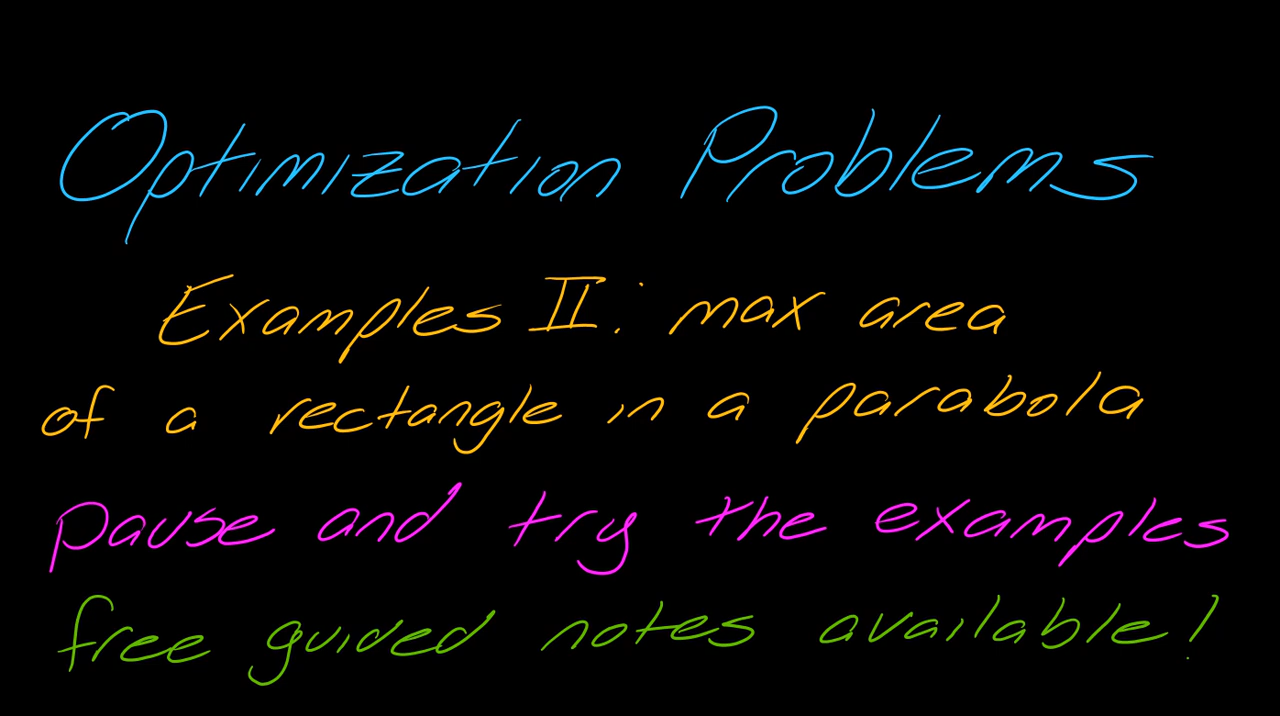 Optimization Problems
Examples II: max area
of a rectangle in a parabola
pause and try the examples
free guided notes available!